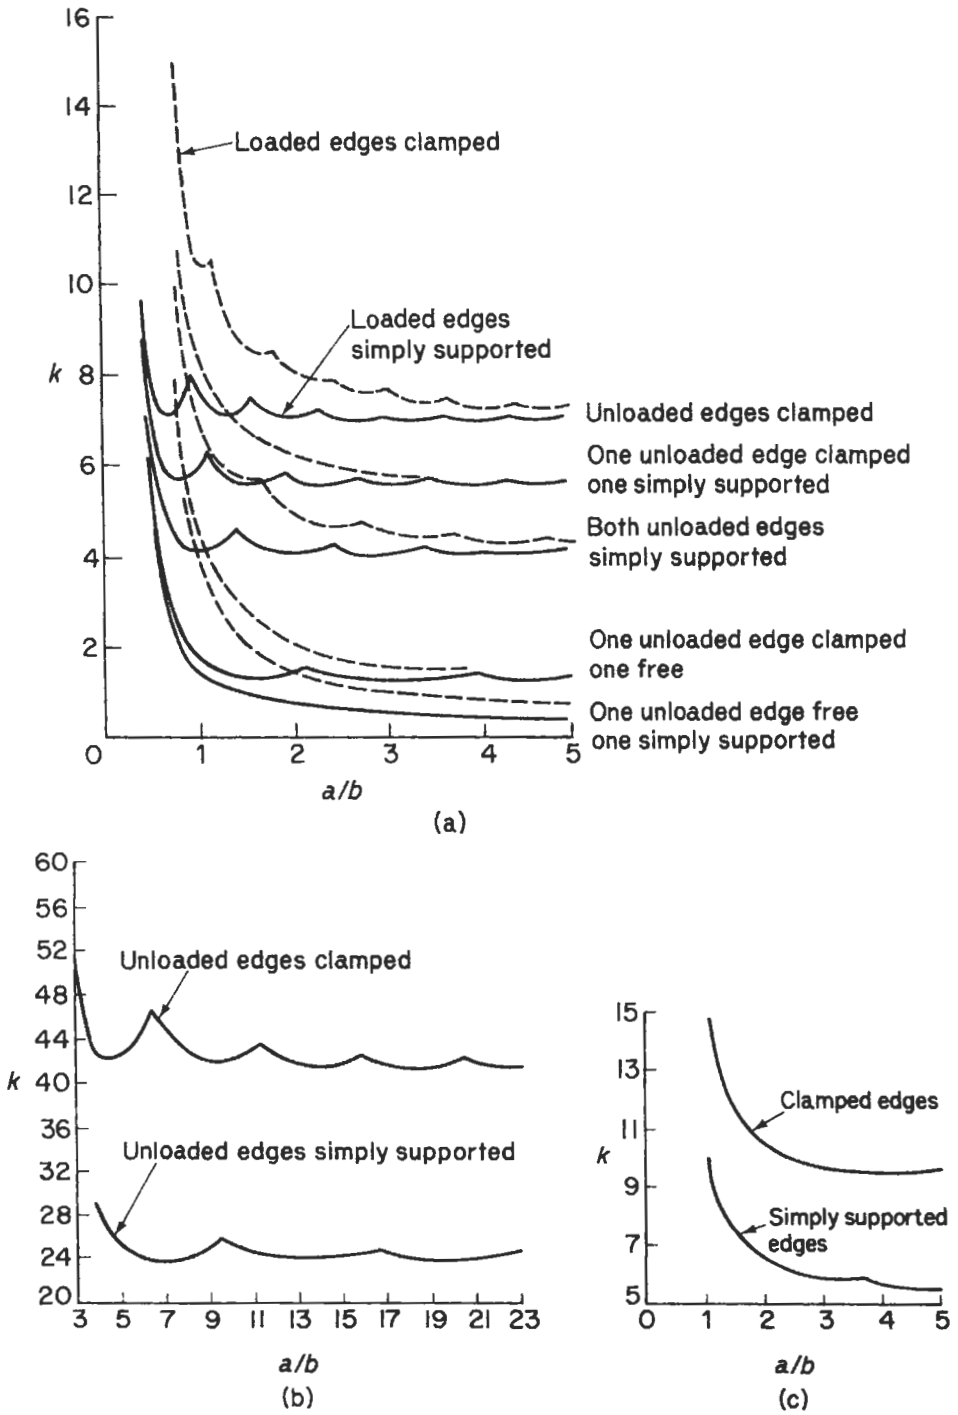 16
14
Loaded edges clamped
12
10
Loaded edges
simply supported
k
8
Unloaded edges clamped
One unloaded edge clamped
one simply supported
6
Both unloaded edges
simply supported
4
One unloaded edge clamped
one free
2
One unloaded edge free
one simply supported
0 1 2 3 4 5
a/b
(a)
60
56
52
Unloaded edges clamped
48
44
k
40
36
Unloaded edges simply supported
32
28
24
20
3 5 7 9 11 13 15 17 19 21 23
a/b
(b)
15
13
Clamped edges
11
k
9
Simply supported
edges
7
5
0 1 2 3 4 5
a/b
(c)